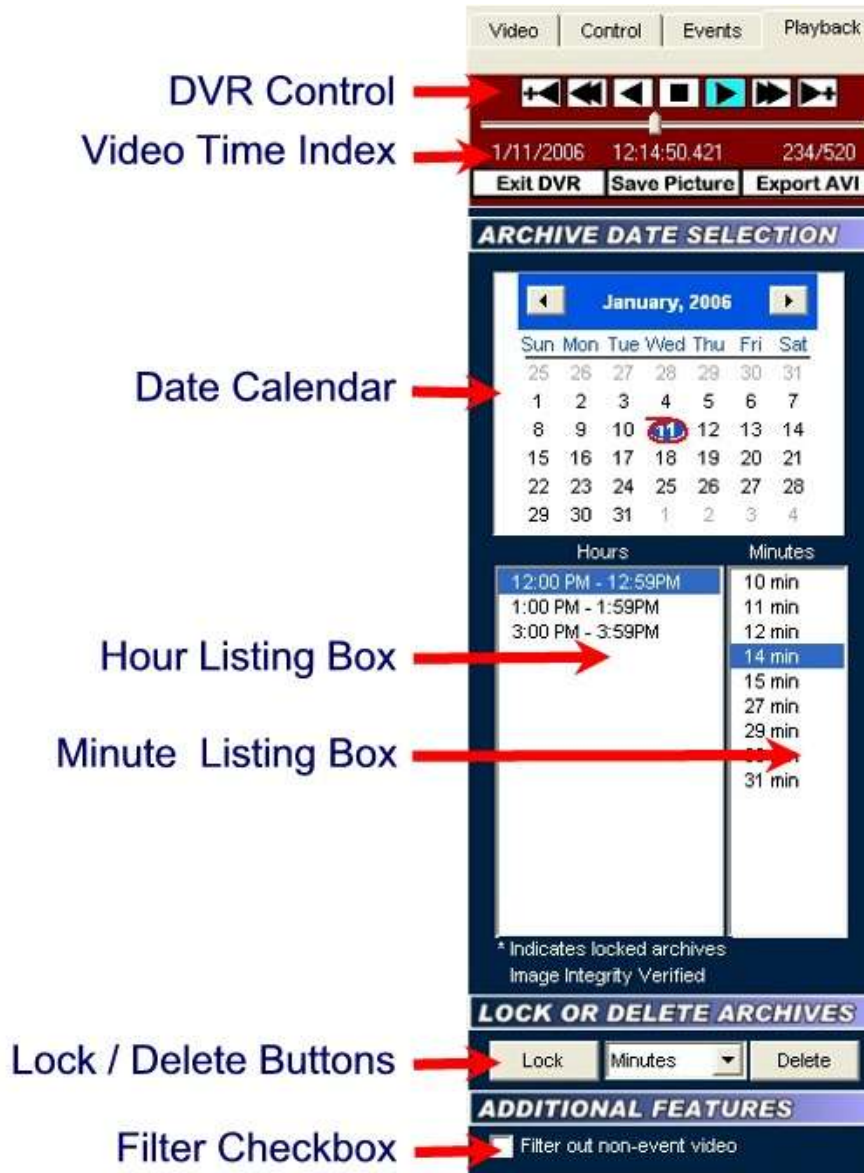 Video Control Events Playback
DVR Control
Video Time Index
1/11/2006 12:14:50.421 234/520
Exit DVR Save Picture Export AVI
ARCHIVE DATE SELECTION
January, 2006
Sun Mon Tue Wed Thu Fri Sat
25 26 27 28 29 30 31
Date Calendar
1 2 3 4 5 6 7
8 9 10 11 12 13 14
15 16 17 18 19 20 21
22 23 24 25 26 27 28
29 30 31 1 2 3 4
Hours Minutes
12:00 PM - 12:59PM 10 min
1:00 PM - 1:59PM 11 min
3:00 PM - 3:59PM 12 min
Hour Listing Box
14 min
15 min
27 min
Minute Listing Box
29 min
min
31 min
* Indicates locked archives
Image Integrity Verified
LOCK OR DELETE ARCHIVES
Lock / Delete Buttons
Lock Minutes Delete
ADDITIONAL FEATURES
Filter Checkbox
Filter out non-event video